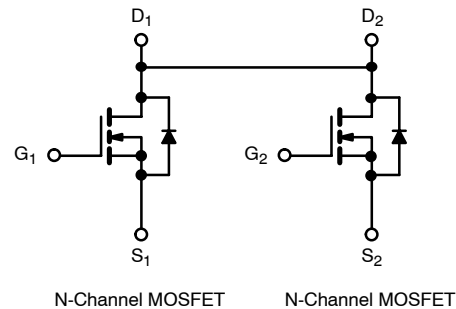 D1 D2
G1 G2
S1 S2
N-Channel MOSFET N-Channel MOSFET